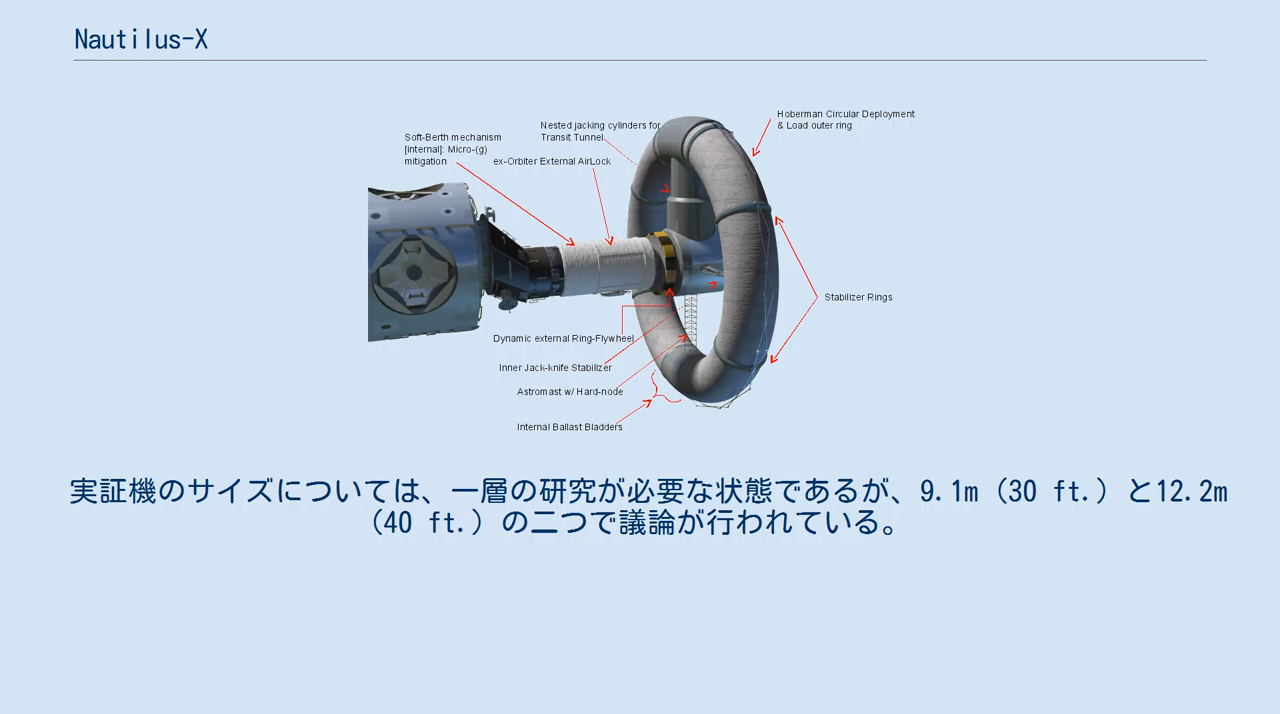 Nautilus-X
Hoberman Circular Deployment
& Load outer ring
Nested jacking cylinders for
Transit Tunnel
Soft-Berth mechanism
[internal]: Micro-(g)
mitigation
ex-Orbiter External AirLock
Stabilizer Rings
Dynamic external Ring-Flywheel
Inner Jack-knife Stabilizer
Astromast w/ Hard-node
Internal Ballast Bladders
実証機のサイズについては、一層の研究が必要な状態であるが、9.1m（30 ft.）と12.2m
（40 ft.）の二つで議論が行われている。